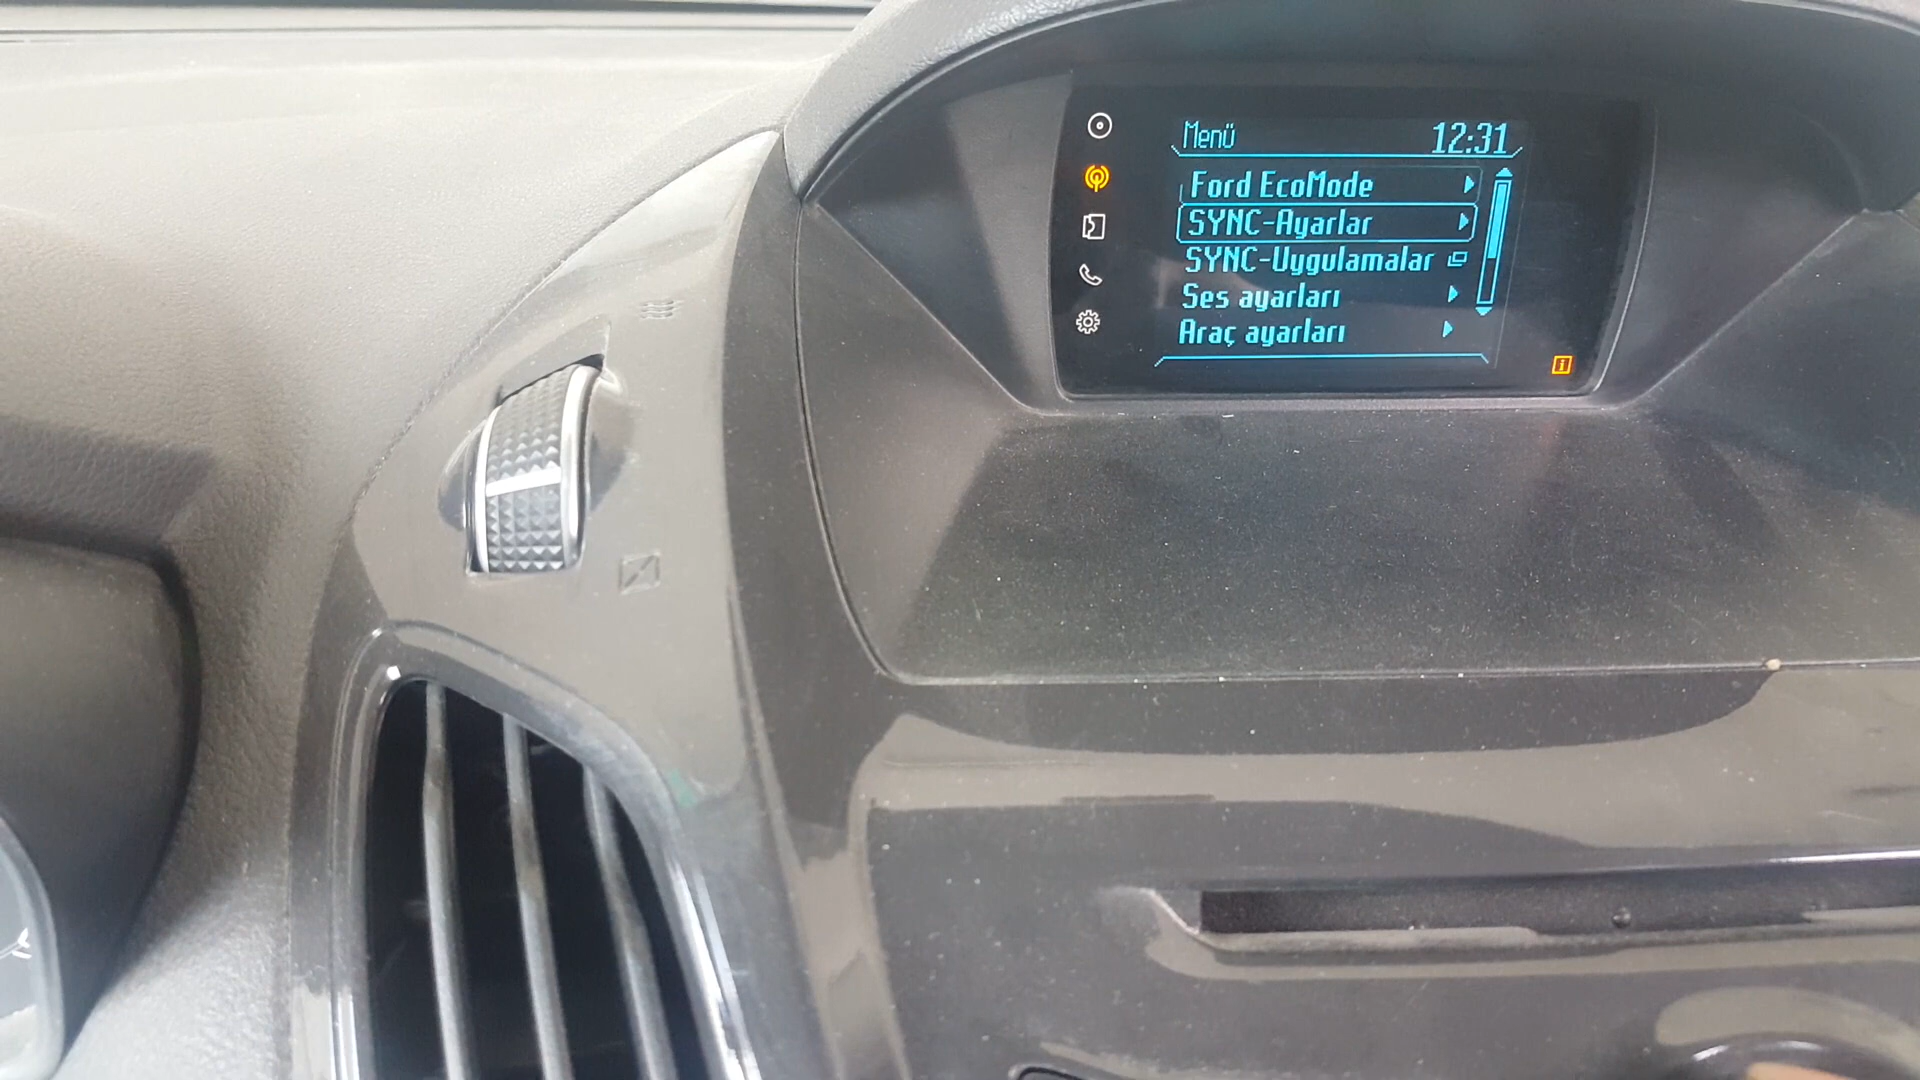 Menü 12:31
Ford EcoMode
SYNC-Ayarlar
SYNC-Uygulamalar
Ses ayarları
Araç ayarları
i